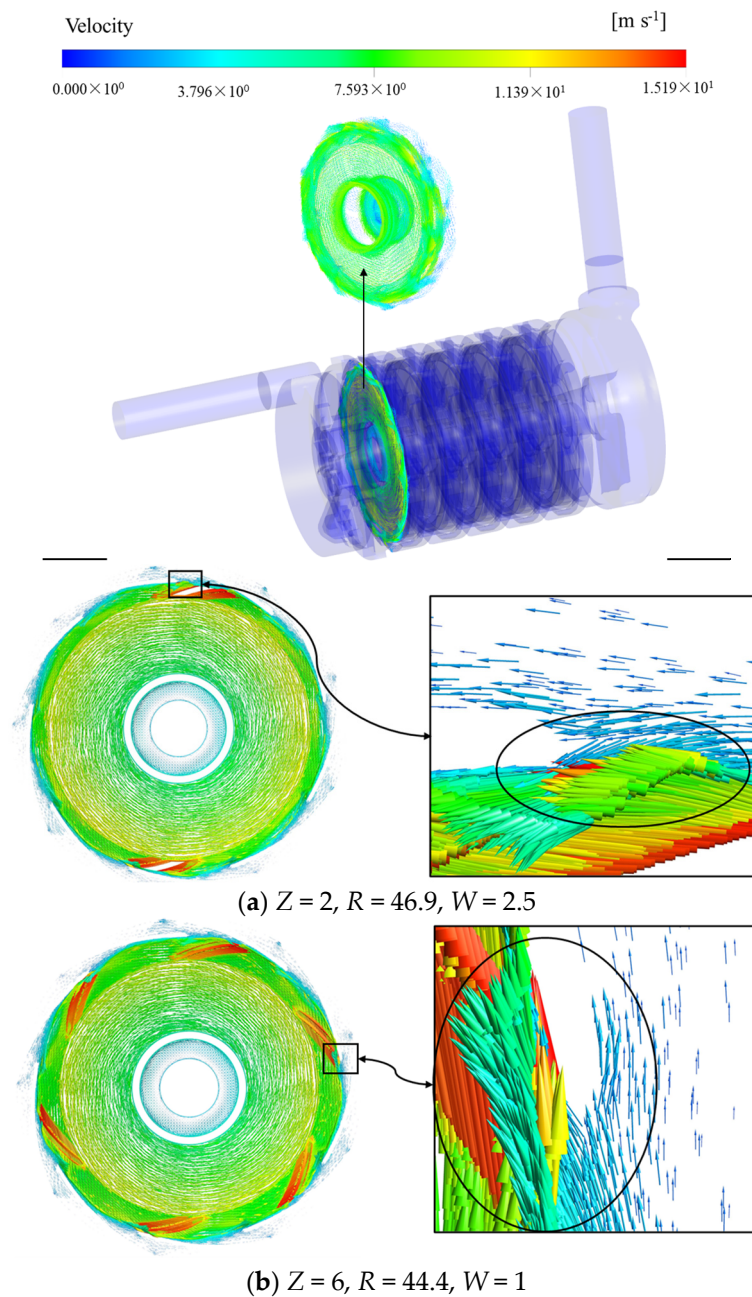 Velocity [m s⁻¹]
0.000×10⁰ 3.796×10⁰ 7.593×10⁰ 1.139×10¹ 1.519×10¹
(a) Z = 2, R = 46.9, W = 2.5
(b) Z = 6, R = 44.4, W = 1